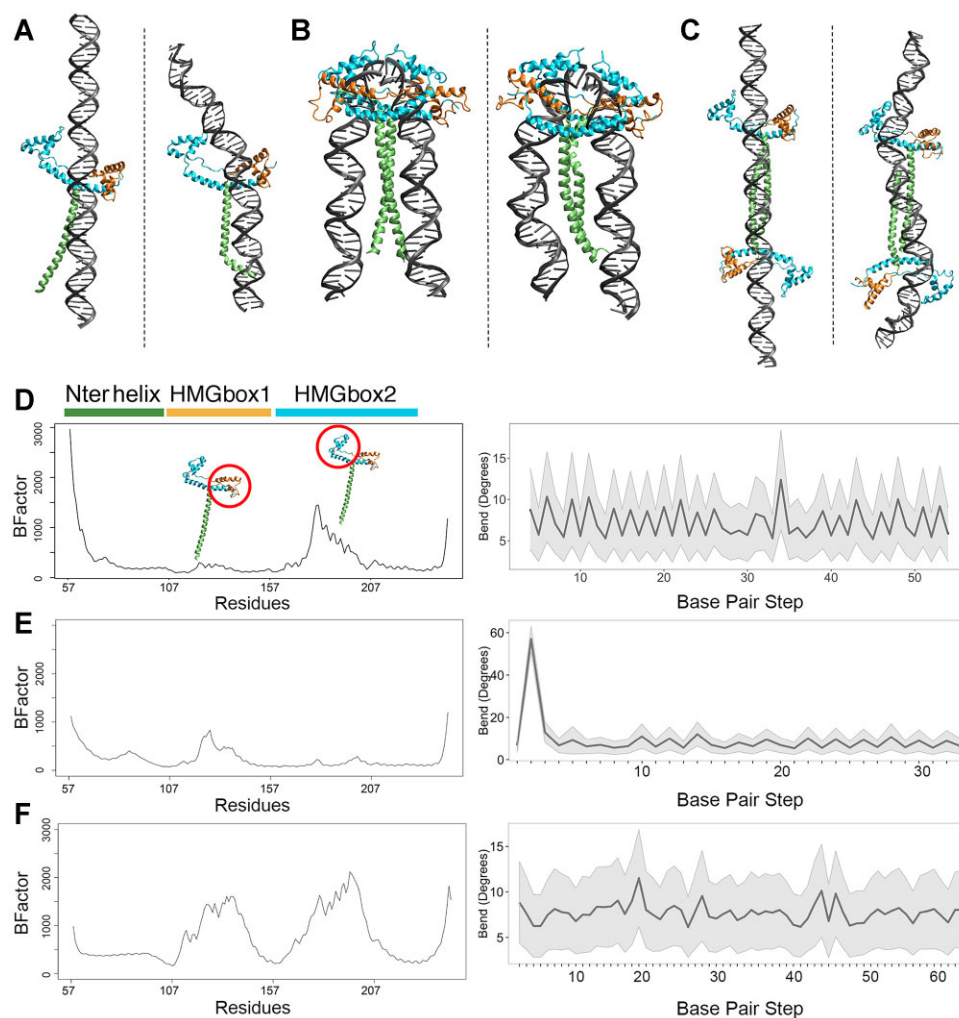 A
B
C
D
Nter helix HMGbox1 HMGbox2
BFactor
3000
2000
1000
0
57 107 157 207
Residues
Bend (Degrees)
15
10
5
10 20 30 40 50
Base Pair Step
E
BFactor
2000
1000
0
57 107 157 207
Residues
Bend (Degrees)
60
40
20
0
10 20 30
Base Pair Step
F
BFactor
3000
2000
1000
0
57 107 167 207
Residues
Bend (Degrees)
15
10
5
10 20 30 40 50 60
Base Pair Step